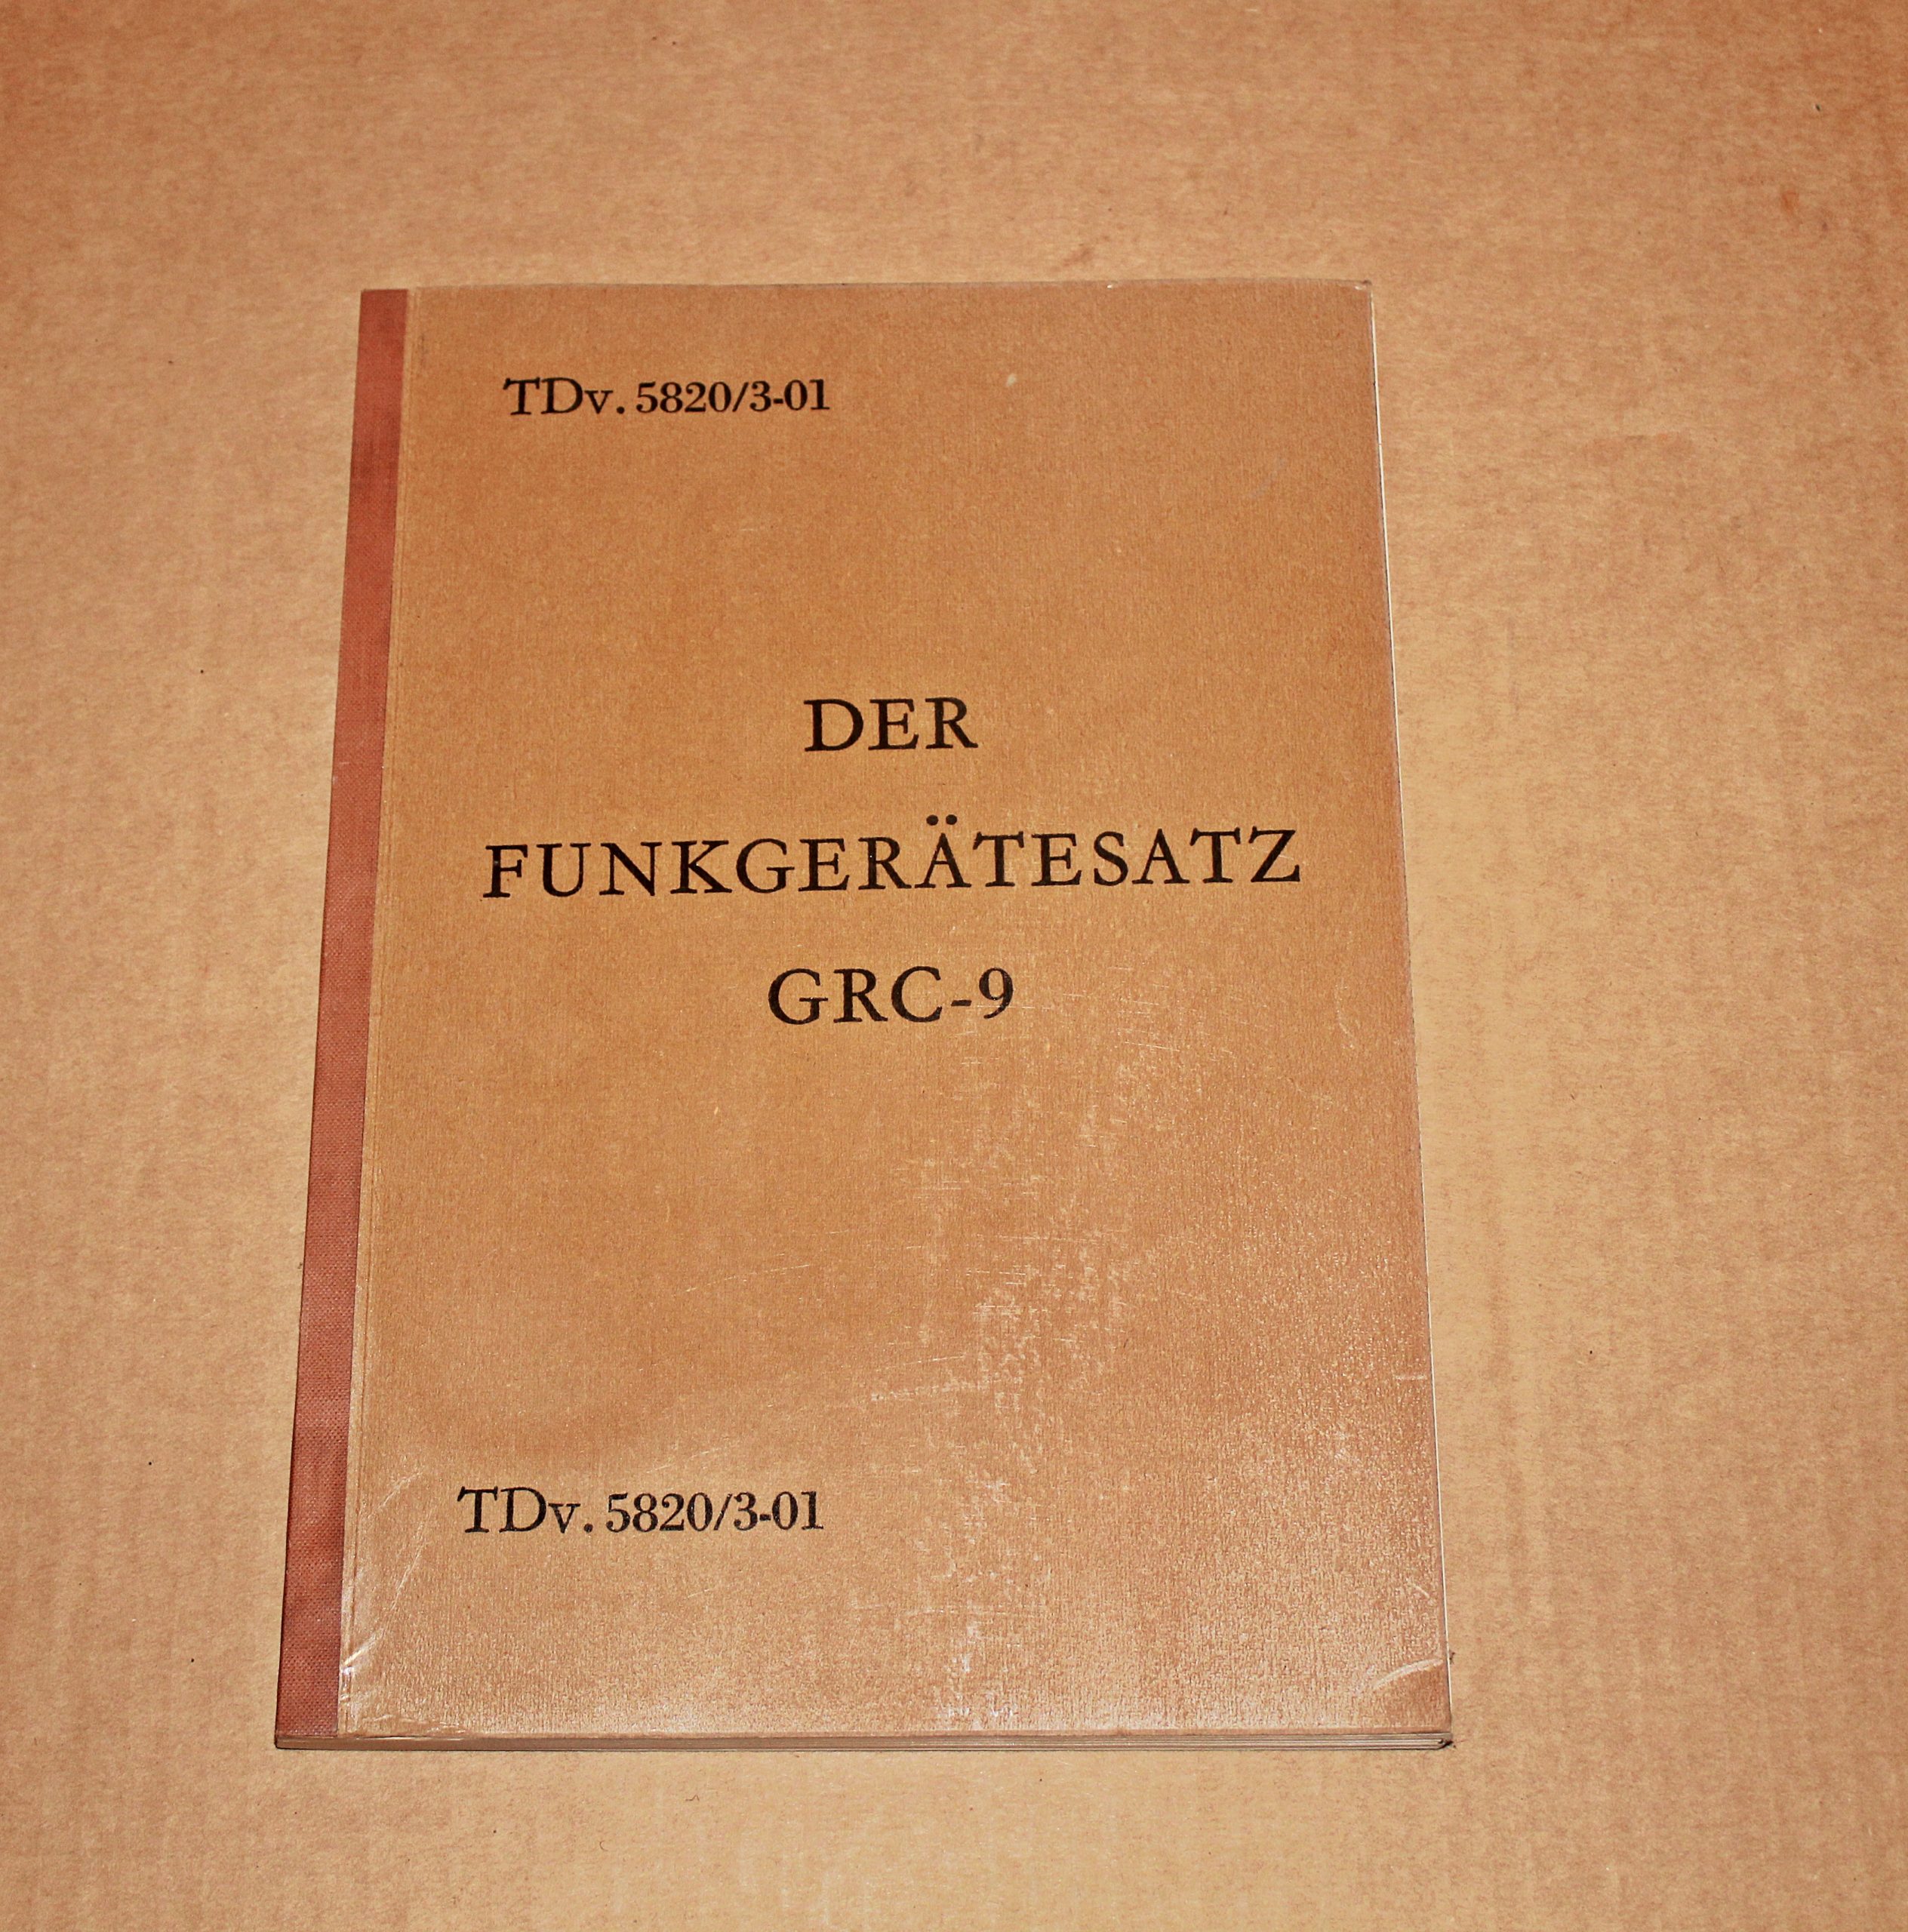 TDv. 5820/3-01
DER
FUNKGERÄTESATZ
GRC-9
TDv. 5820/3-01